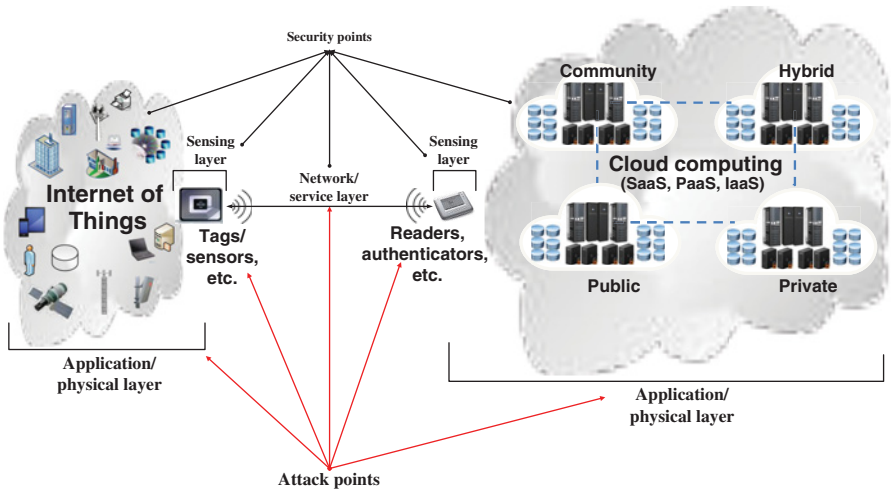 Security points
Community
Hybrid
Sensing
layer
Sensing
layer
Network/
service layer
Internet of
Things
Cloud computing
(SaaS, PaaS, IaaS)
Tags/
sensors,
etc.
Readers,
authenticators,
etc.
Public
Private
Application/
physical layer
Application/
physical layer
Attack points